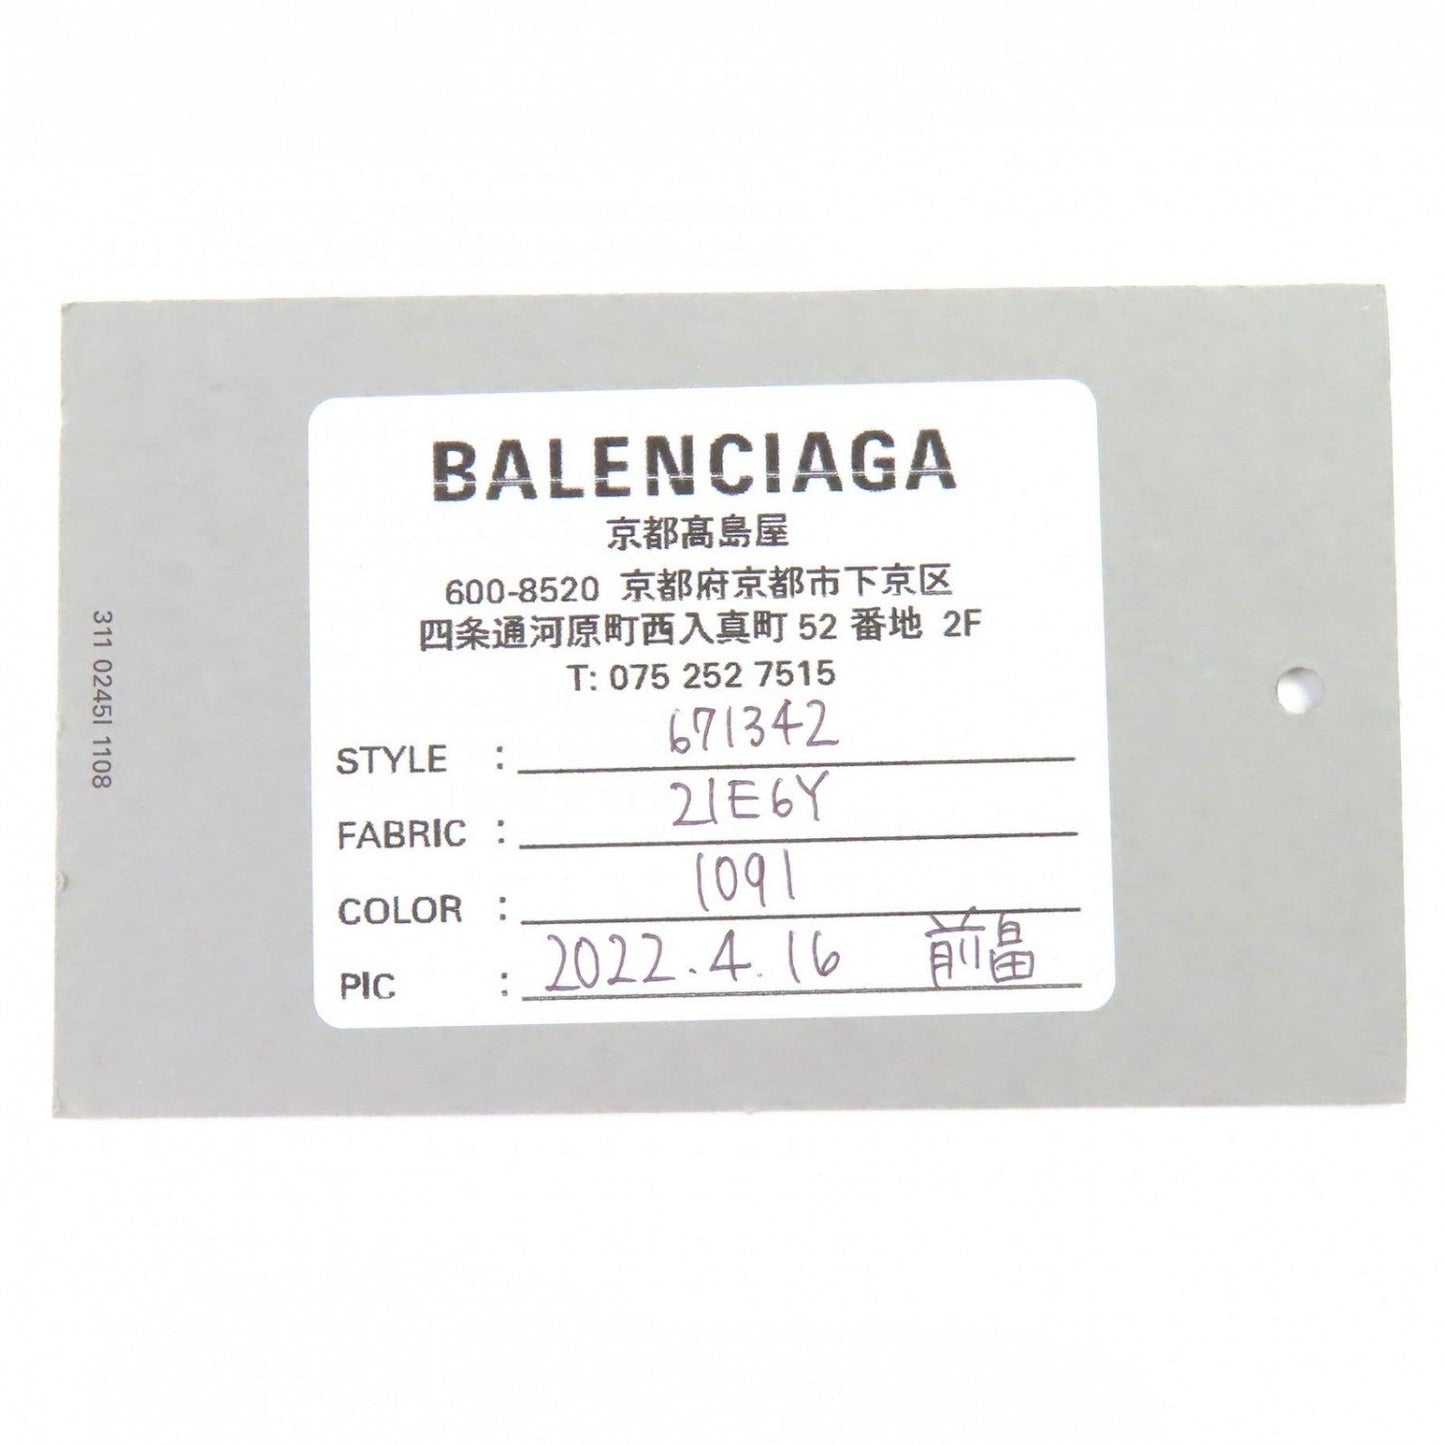 BALENCIAGA
京都髙島屋
600-8520 京都府京都市下京区
四条通河原町西入真町 52 番地 2F
T: 075 252 7515
STYLE : 671342
FABRIC : 21E6Y
COLOR : 1091
PIC : 2022.4.16 前畠
311 0245I 1108